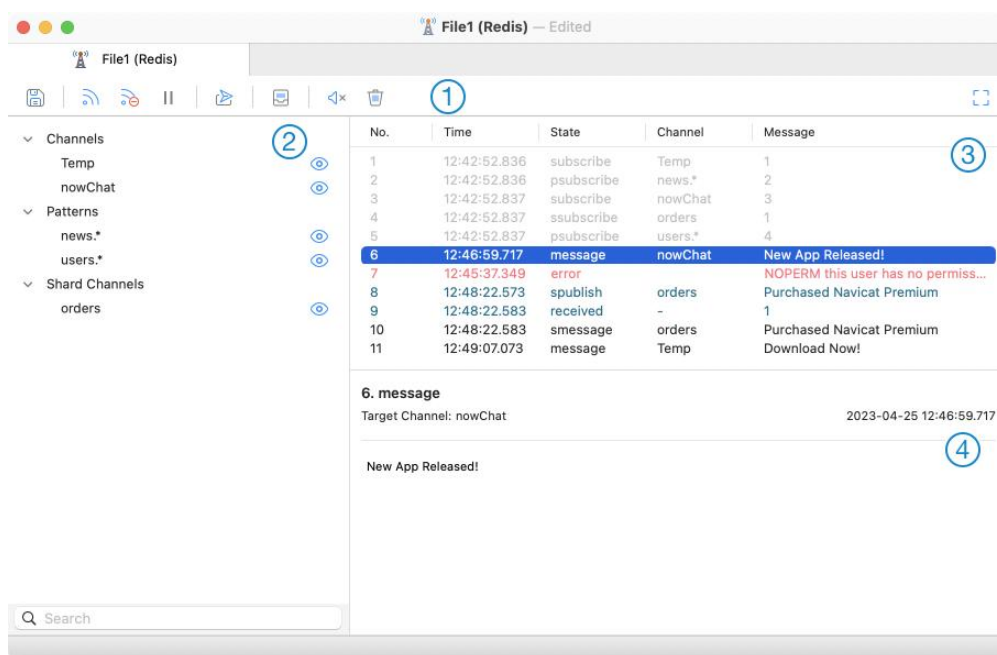 File1 (Redis) — Edited
File1 (Redis)
1
Channels
2
Temp
nowChat
Patterns
news.*
users.*
Shard Channels
orders
Search
No. Time State Channel Message
3
1 12:42:52.836 subscribe Temp 1
2 12:42:52.836 psubscribe news.* 2
3 12:42:52.837 subscribe nowChat 3
4 12:42:52.837 ssubscribe orders 1
5 12:42:52.837 psubscribe users.* 4
6 12:46:59.717 message nowChat New App Released!
7 12:45:37.349 error NOPERM this user has no permiss...
8 12:48:22.573 spublish orders Purchased Navicat Premium
9 12:48:22.583 received - 1
10 12:48:22.583 smessage orders Purchased Navicat Premium
11 12:49:07.073 message Temp Download Now!
6. message
Target Channel: nowChat 2023-04-25 12:46:59.717
4
New App Released!